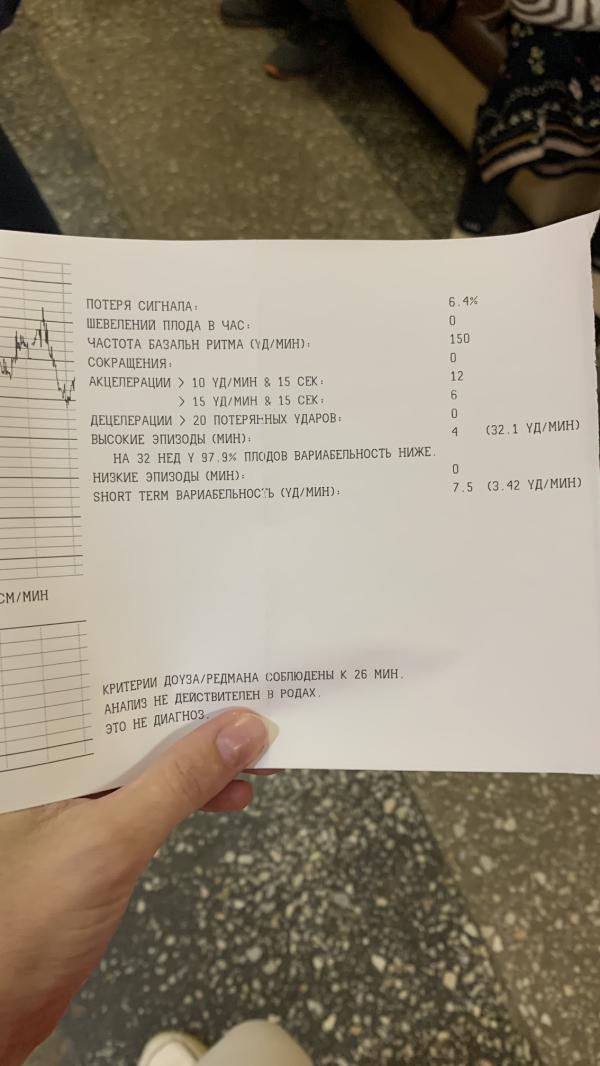 ПОТЕРЯ СИГНАЛА: 6.4%
ШЕВЕЛЕНИЙ ПЛОДА В ЧАС: 0
ЧАСТОТА БАЗАЛЬН РИТМА (УД/МИН): 150
СОКРАЩЕНИЯ: 0
АКЦЕЛЕРАЦИИ > 10 УД/МИН & 15 СЕК: 12
> 15 УД/МИН & 15 СЕК: 6
ДЕЦЕЛЕРАЦИИ > 20 ПОТЕРЯННЫХ УДАРОВ: 0
ВЫСОКИЕ ЭПИЗОДЫ (МИН): 4 (32.1 УД/МИН)
НА 32 НЕД У 97.9% ПЛОДОВ ВАРИАБЕЛЬНОСТЬ НИЖЕ.
НИЗКИЕ ЭПИЗОДЫ (МИН): 0
SHORT TERM ВАРИАБЕЛЬНОСТЬ (УД/МИН): 7.5 (3.42 УД/МИН)
СМ/МИН
КРИТЕРИИ ДОУЗА/РЕДМАНА СОБЛЮДЕНЫ К 26 МИН.
АНАЛИЗ НЕ ДЕЙСТВИТЕЛЕН В РОДАХ.
ЭТО НЕ ДИАГНОЗ.